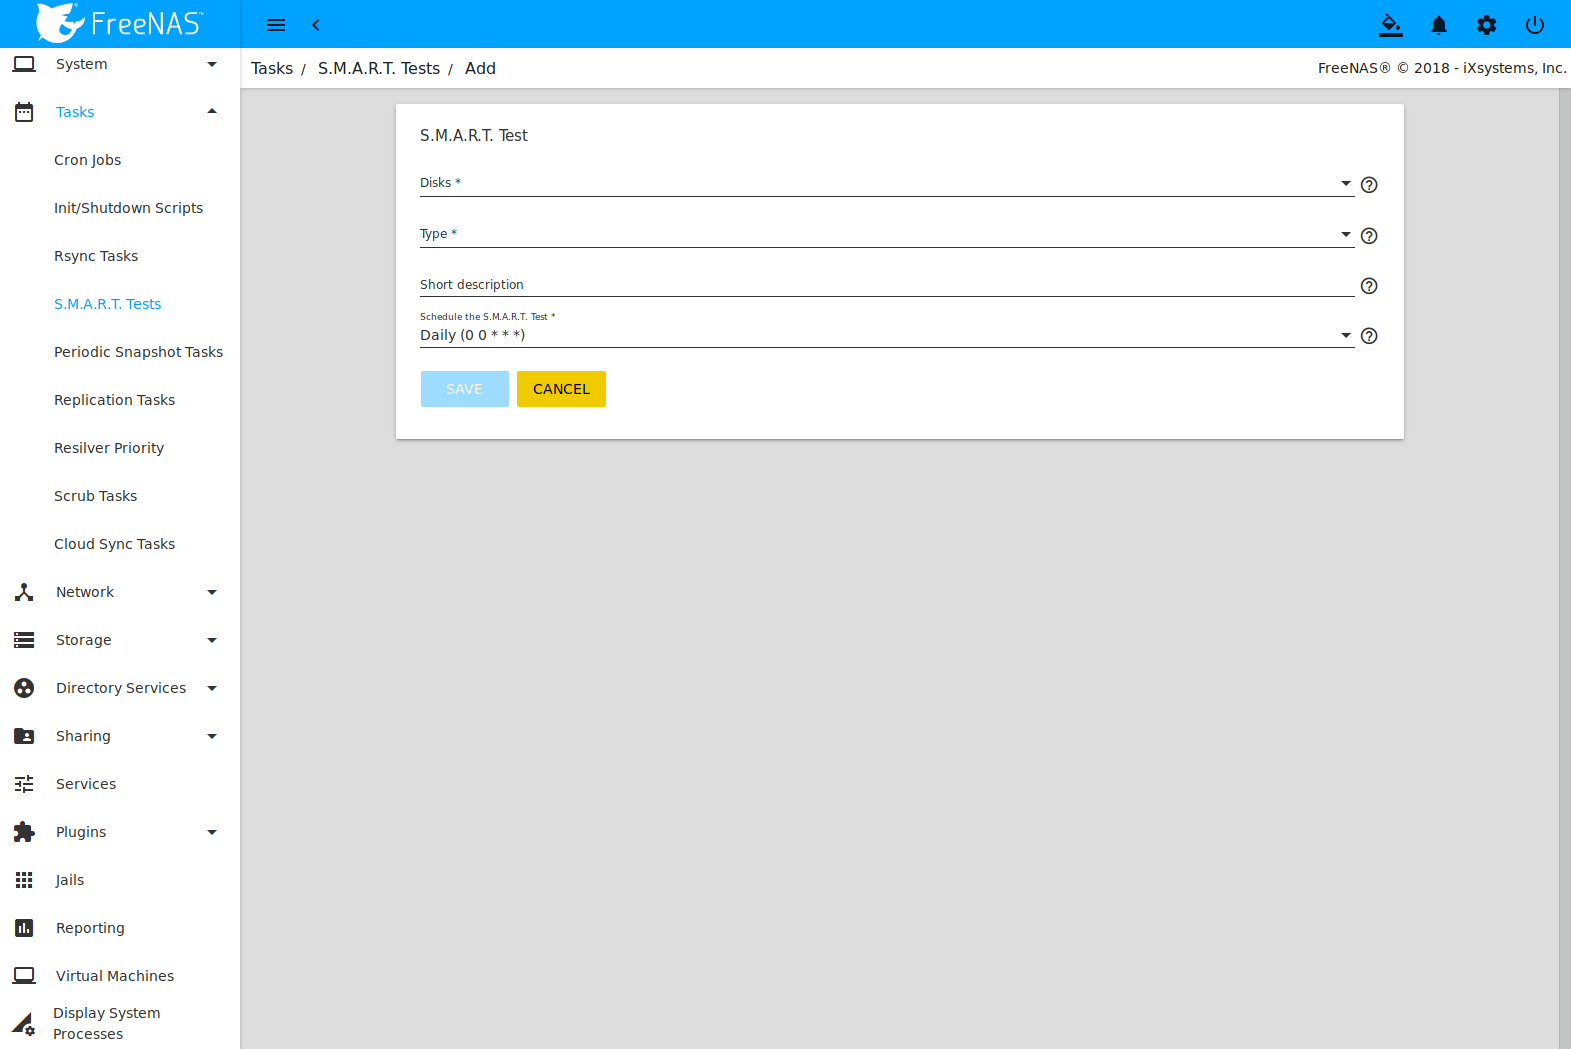 FreeNAS™
Tasks / S.M.A.R.T. Tests / Add
FreeNAS® © 2018 - iXsystems, Inc.
System
Tasks
Cron Jobs
Init/Shutdown Scripts
Rsync Tasks
S.M.A.R.T. Tests
Periodic Snapshot Tasks
Replication Tasks
Resilver Priority
Scrub Tasks
Cloud Sync Tasks
Network
Storage
Directory Services
Sharing
Services
Plugins
Jails
Reporting
Virtual Machines
Display System
Processes
S.M.A.R.T. Test
Disks *
Type *
Short description
Schedule the S.M.A.R.T. Test *
Daily (0 0 * * *)
SAVE CANCEL